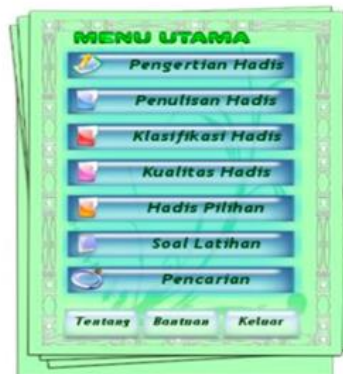 MENU UTAMA
Pengertian Hadis
Penulisan Hadis
Klasifikasi Hadis
Kualitas Hadis
Hadis Pilihan
Soal Latihan
Pencarian
Tentang Bantuan Keluar